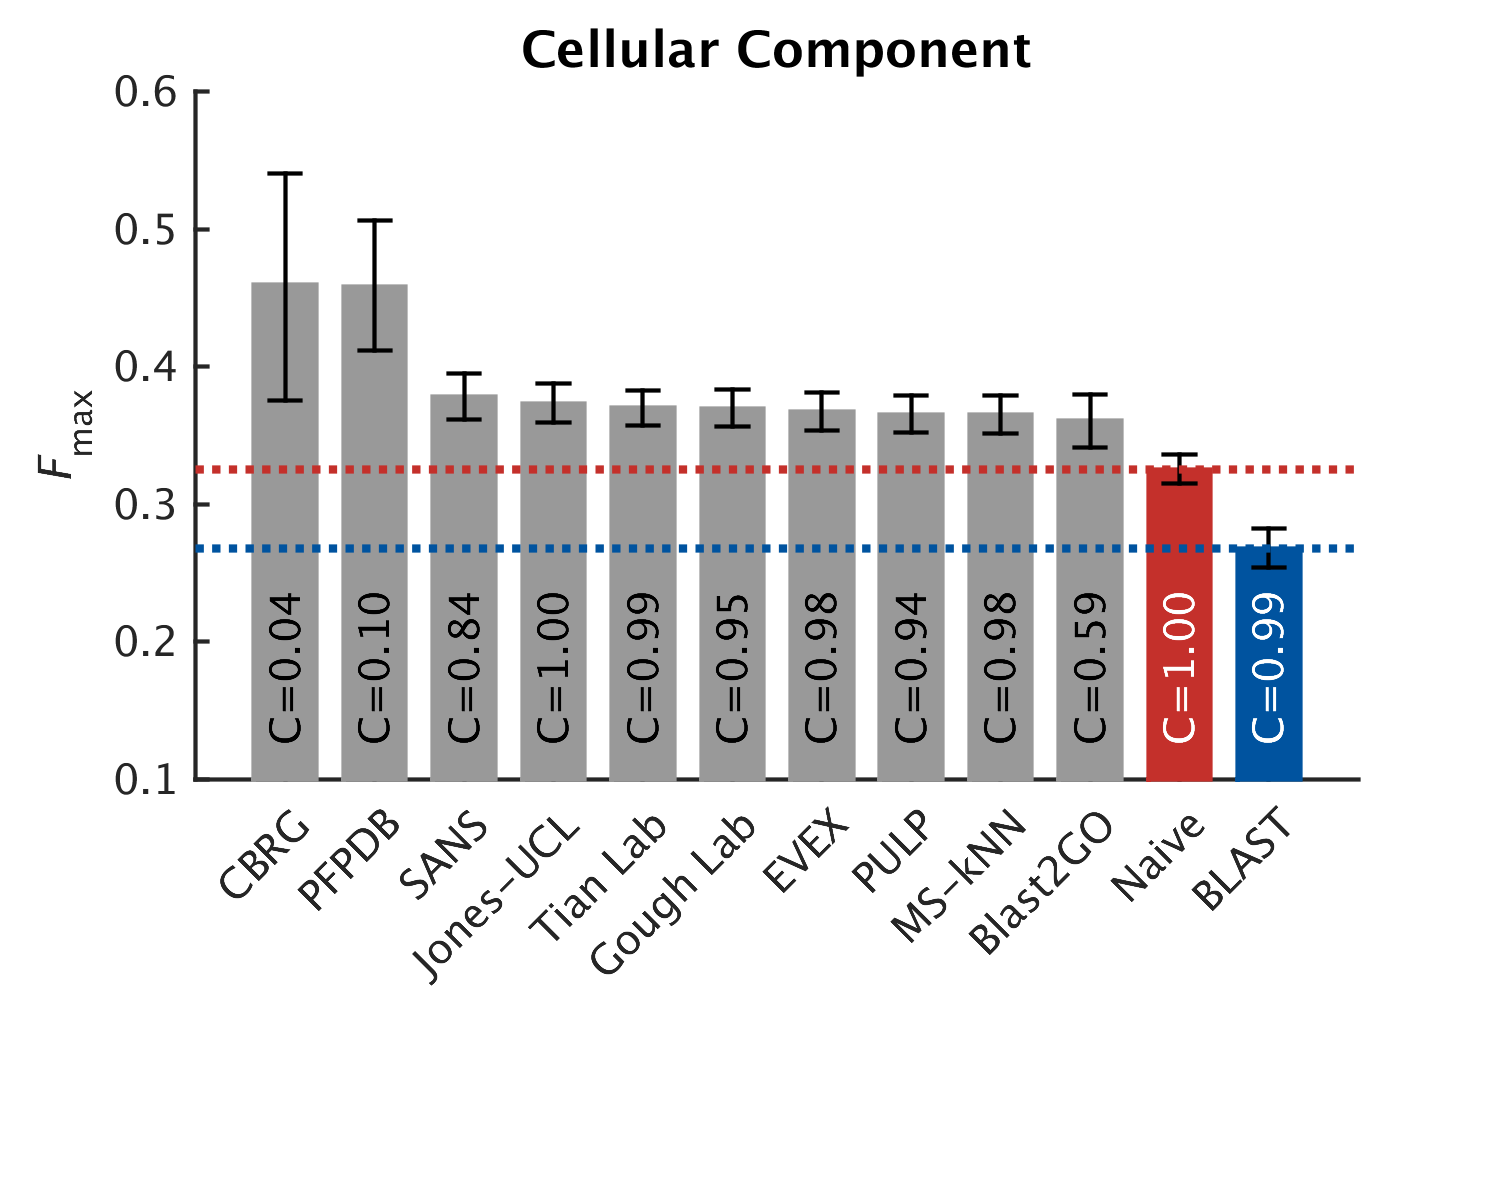 Cellular Component
0.6
0.5
0.4
0.3
0.2
0.1
Fmax
C=0.04
C=0.10
C=0.84
C=1.00
C=0.99
C=0.95
C=0.98
C=0.94
C=0.98
C=0.59
C=1.00
C=0.99
CBRG
PFPDB
SANS
Jones-UCL
Tian Lab
Gough Lab
EVEX
PULP
MS-kNN
Blast2GO
Naive
BLAST